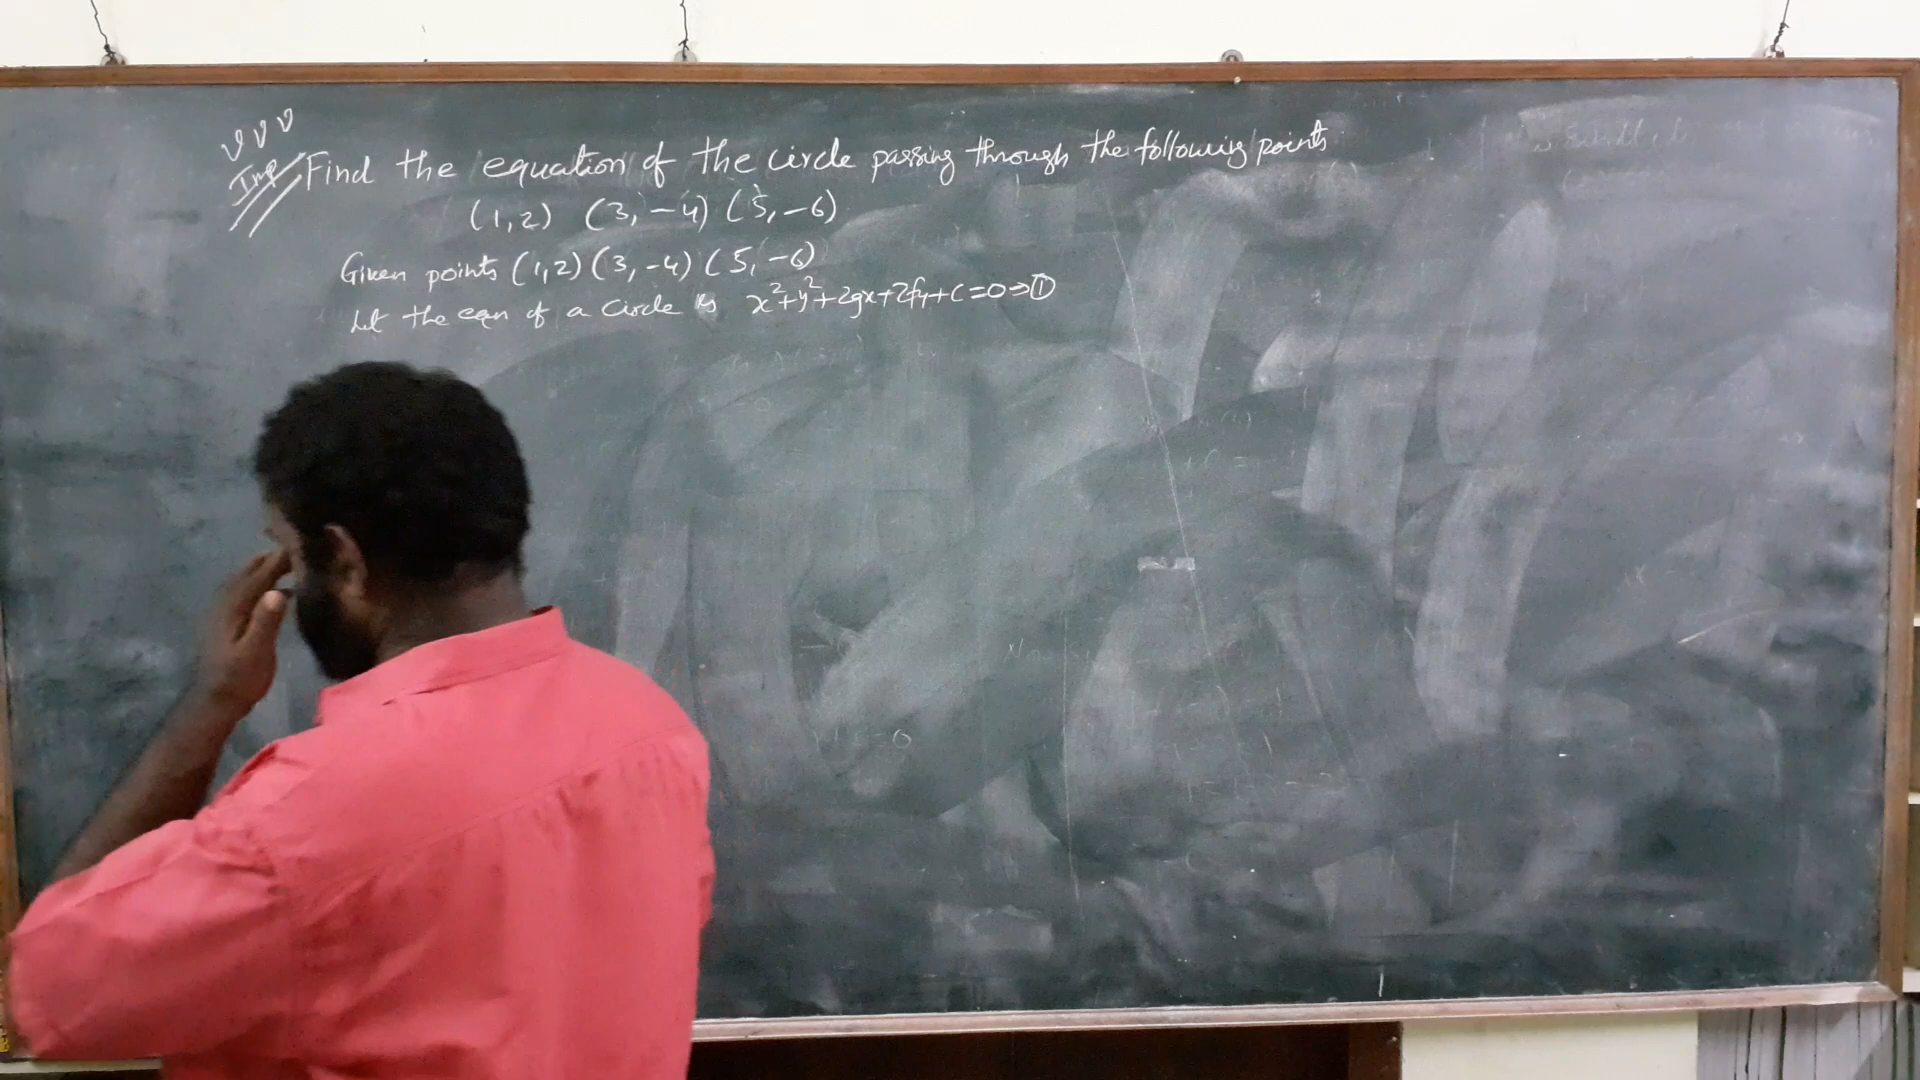 VVV
Imp Find the equation of the circle passing through the following points
(1,2) (3,-4) (5,-6)
Given points (1,2) (3,-4) (5,-6)
Let the eqn of a circle is x²+y²+2gx+2fy+c=0→①